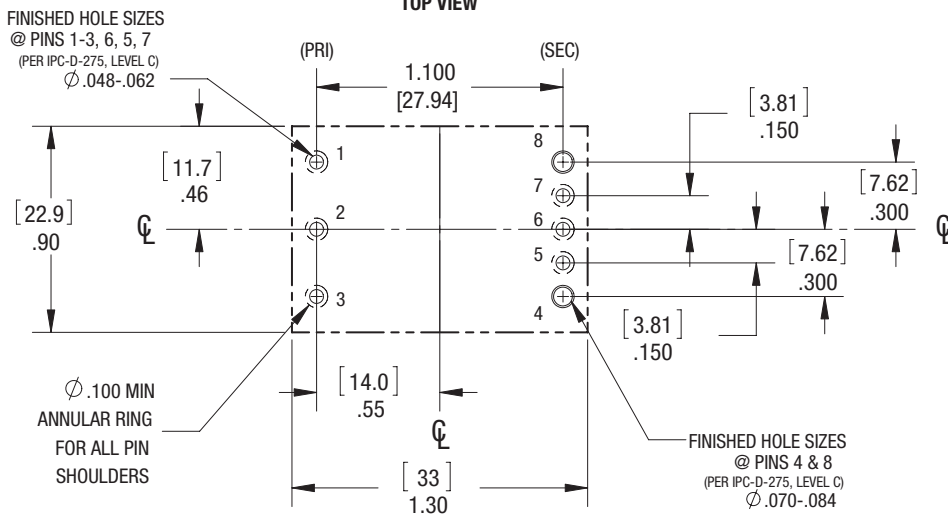 TOP VIEW
FINISHED HOLE SIZES
@ PINS 1-3, 6, 5, 7
(PER IPC-D-275, LEVEL C)
∅ .048-.062
(PRI)
(SEC)
1.100
[27.94]
[3.81]
.150
[11.7]
.46
1
8
7
[7.62]
.300
[22.9]
.90
℄
2
6
℄
5
[7.62]
.300
3
4
[3.81]
.150
∅ .100 MIN
ANNULAR RING
FOR ALL PIN
SHOULDERS
[14.0]
.55
℄
[33]
1.30
FINISHED HOLE SIZES
@ PINS 4 & 8
(PER IPC-D-275, LEVEL C)
∅ .070-.084